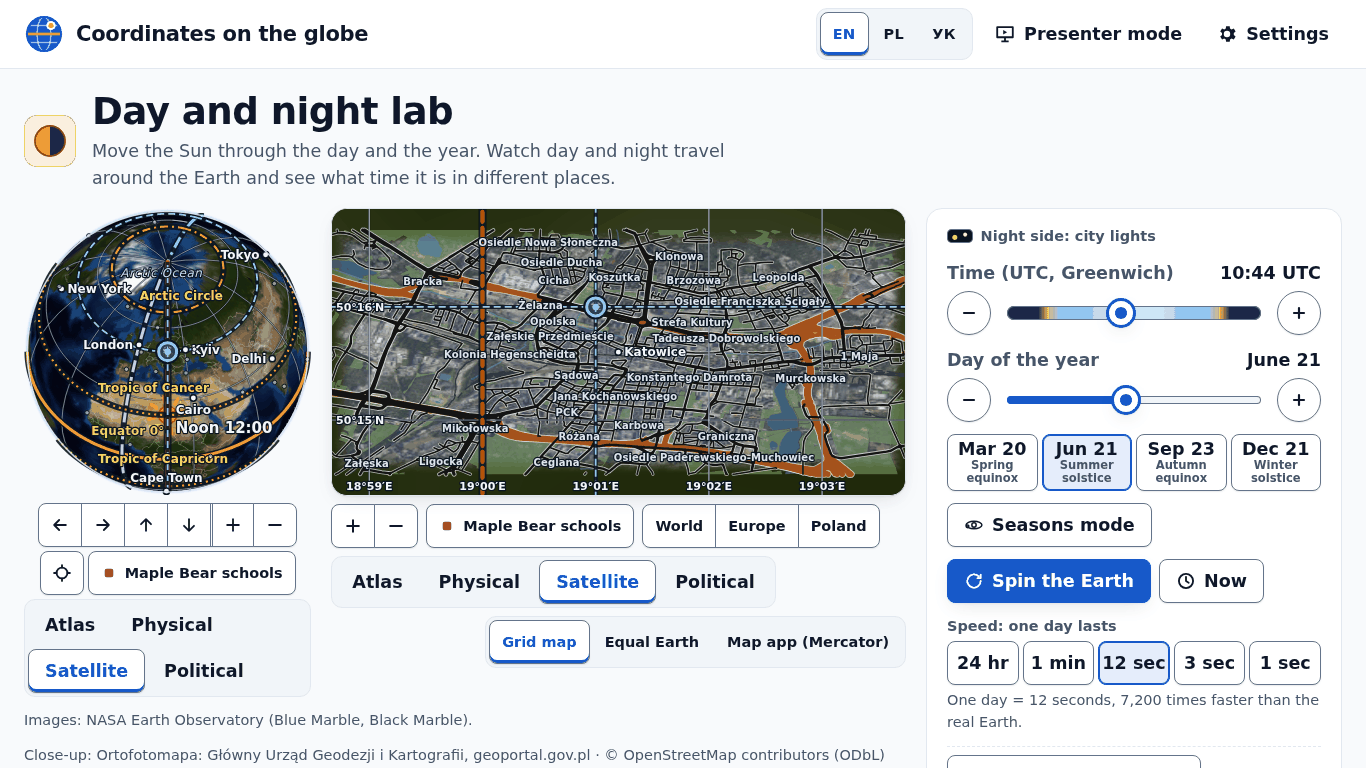 Coordinates on the globe
EN
PL
УК
Presenter mode
Settings
Day and night lab
Move the Sun through the day and the year. Watch day and night travel
around the Earth and see what time it is in different places.
Tokyo
Arctic Ocean
New York
Arctic Circle
London
Kyiv
Delhi
Tropic of Cancer
Cairo
Equator 0°
Noon 12:00
Tropic of Capricorn
Cape Town
Osiedle Nowa Słoneczna
Klonowa
Osiedle Ducha
Bracka
Cicha
Koszutka
Brzozowa
Leopolda
50°16′N
Żelazna
Osiedle Franciszka Ścigały
Opolska
Strefa Kultury
Załęskie Przedmieście
Tadeusza Dobrowolskiego
Kolonia Hegenscheidta
Katowice
1 Maja
Sądowa
Konstantego Damrota
Murckowska
Jana Kochanowskiego
PCK
50°15′N
Mikołowska
Karbowa
Różana
Graniczna
Załęska
Ligocka
Ceglana
Osiedle Paderewskiego-Muchowiec
18°59′E
19°00′E
19°01′E
19°02′E
19°03′E
Maple Bear schools
Atlas
Physical
Satellite
Political
Maple Bear schools
World
Europe
Poland
Atlas
Physical
Satellite
Political
Grid map
Equal Earth
Map app (Mercator)
Images: NASA Earth Observatory (Blue Marble, Black Marble).
Close-up: Ortofotomapa: Główny Urząd Geodezji i Kartografii, geoportal.gov.pl · © OpenStreetMap contributors (ODbL)
Night side: city lights
Time (UTC, Greenwich)
10:44 UTC
Day of the year
June 21
Mar 20
Spring
equinox
Jun 21
Summer
solstice
Sep 23
Autumn
equinox
Dec 21
Winter
solstice
Seasons mode
Spin the Earth
Now
Speed: one day lasts
24 hr
1 min
12 sec
3 sec
1 sec
One day = 12 seconds, 7,200 times faster than the
real Earth.